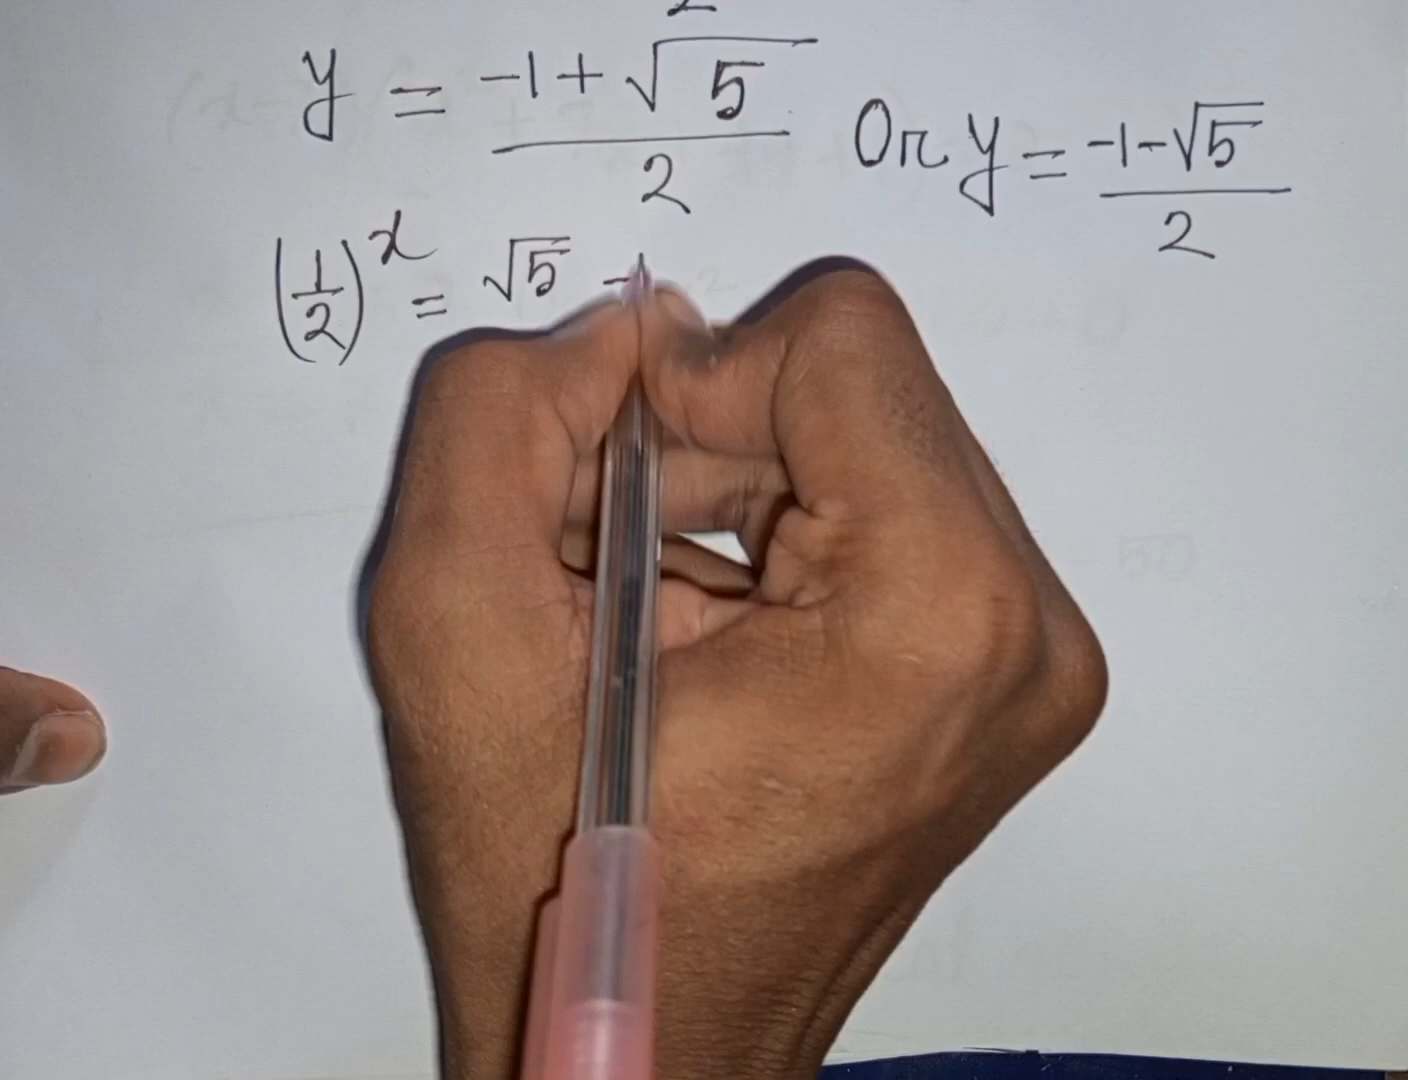 y = (-1 + √5)/2 Or y = (-1-√5)/2
(1/2)^x = √5 -